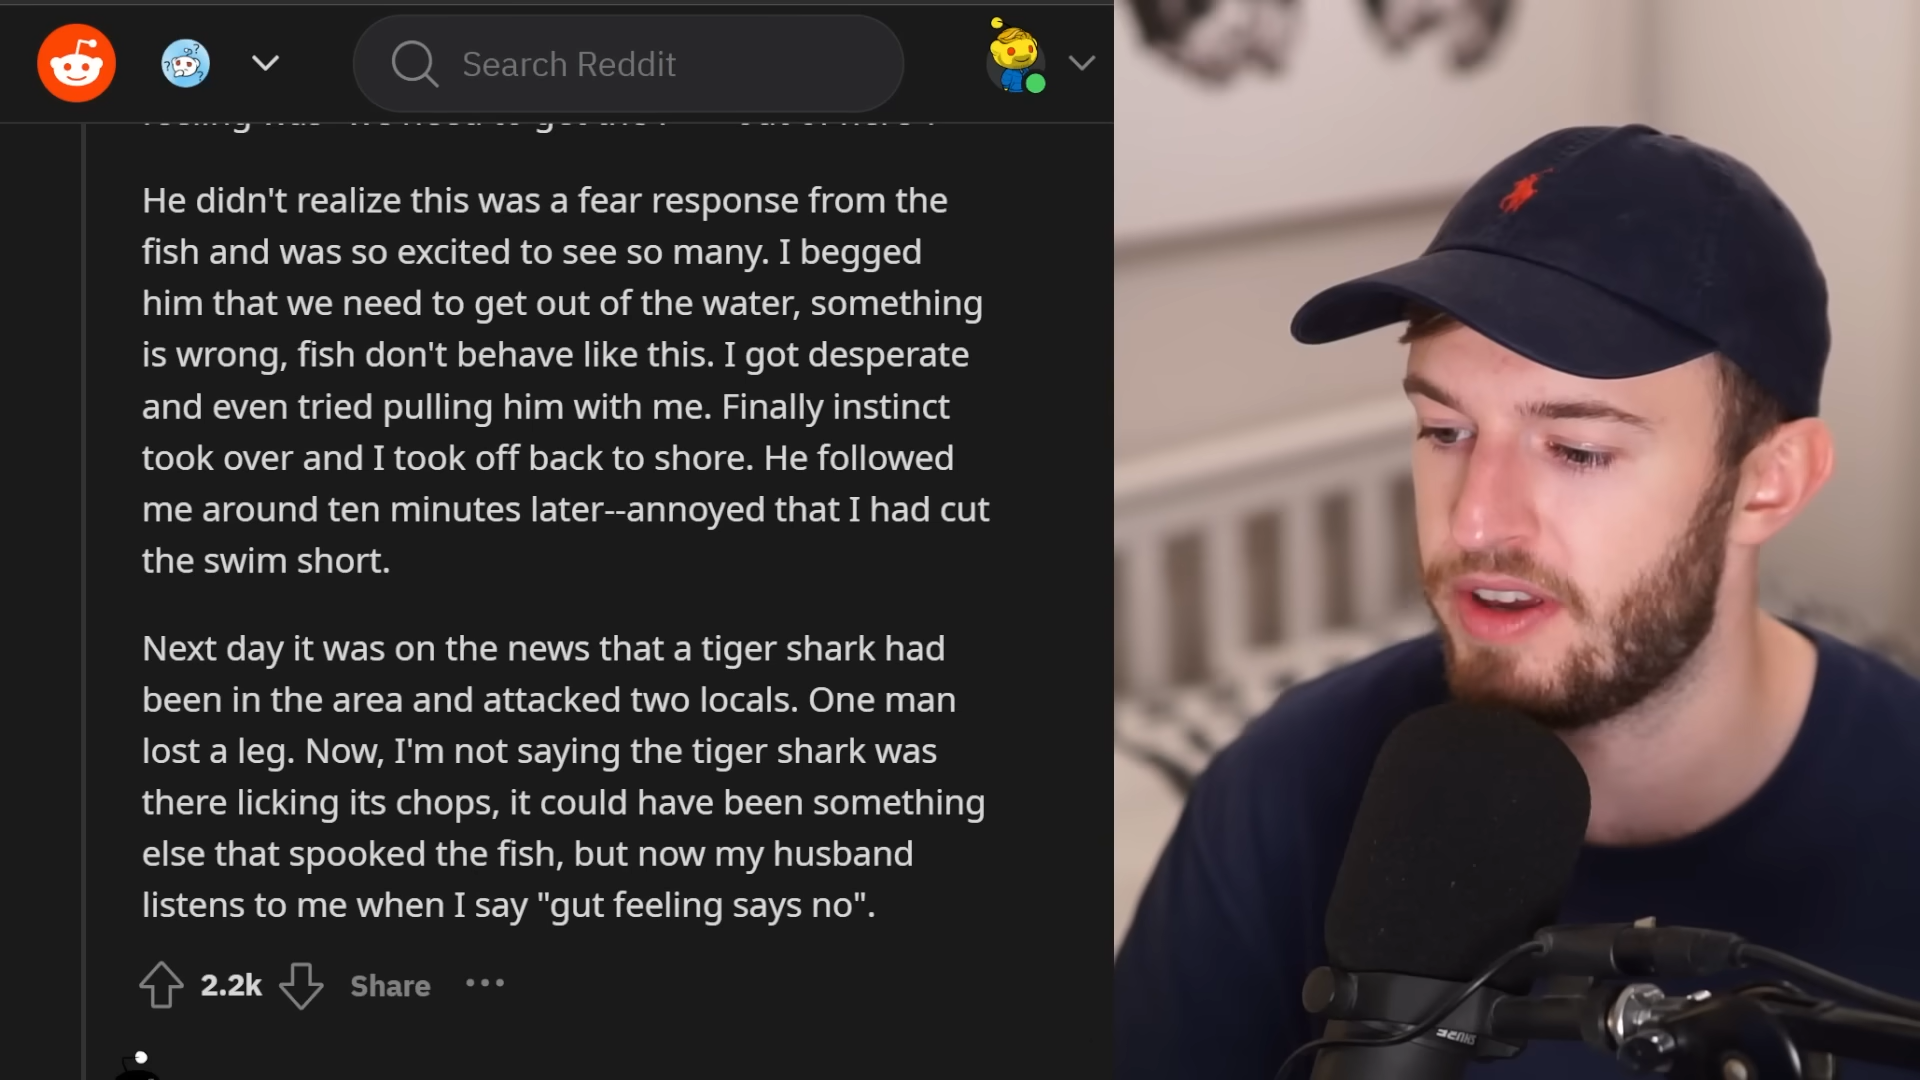 Search Reddit
He didn't realize this was a fear response from the
fish and was so excited to see so many. I begged
him that we need to get out of the water, something
is wrong, fish don't behave like this. I got desperate
and even tried pulling him with me. Finally instinct
took over and I took off back to shore. He followed
me around ten minutes later--annoyed that I had cut
the swim short.
Next day it was on the news that a tiger shark had
been in the area and attacked two locals. One man
lost a leg. Now, I'm not saying the tiger shark was
there licking its chops, it could have been something
else that spooked the fish, but now my husband
listens to me when I say "gut feeling says no".
2.2k Share
SHURE